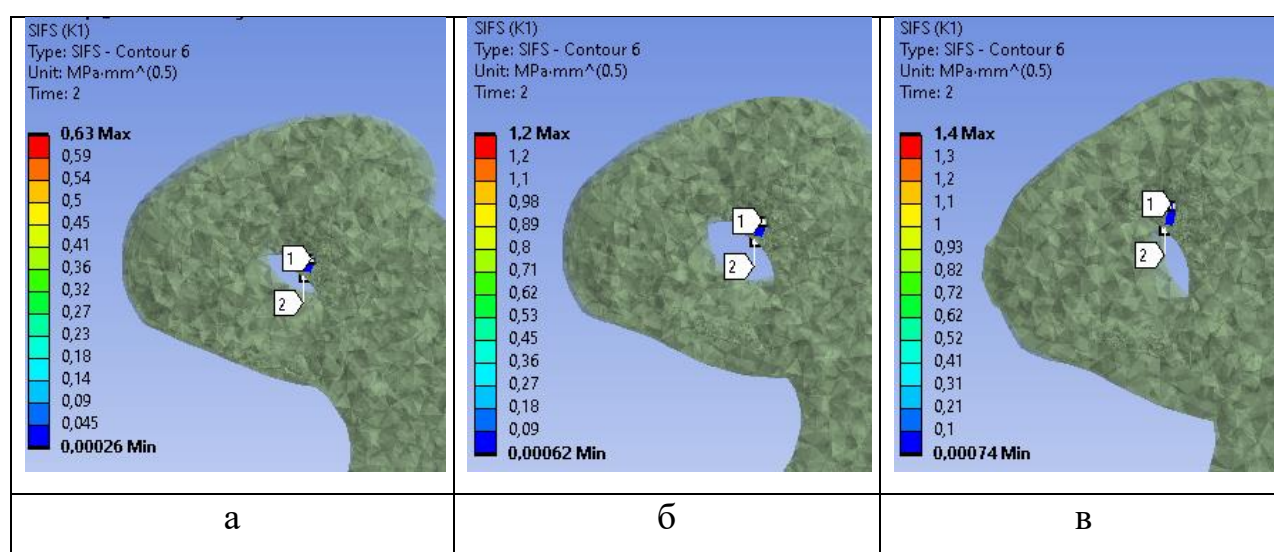 SIFS (K1)
Type: SIFS - Contour 6
Unit: MPa·mm^(0.5)
Time: 2
0,63 Max
0,59
0,54
0,5
0,45
0,41
0,36
0,32
0,27
0,23
0,18
0,14
0,09
0,045
0,00026 Min
1
2
SIFS (K1)
Type: SIFS - Contour 6
Unit: MPa·mm^(0.5)
Time: 2
1,2 Max
1,2
1,1
0,98
0,89
0,8
0,71
0,62
0,53
0,45
0,36
0,27
0,18
0,09
0,00062 Min
1
2
SIFS (K1)
Type: SIFS - Contour 6
Unit: MPa·mm^(0.5)
Time: 2
1,4 Max
1,3
1,2
1,1
1
0,93
0,82
0,72
0,62
0,52
0,41
0,31
0,21
0,1
0,00074 Min
1
2
а
б
в